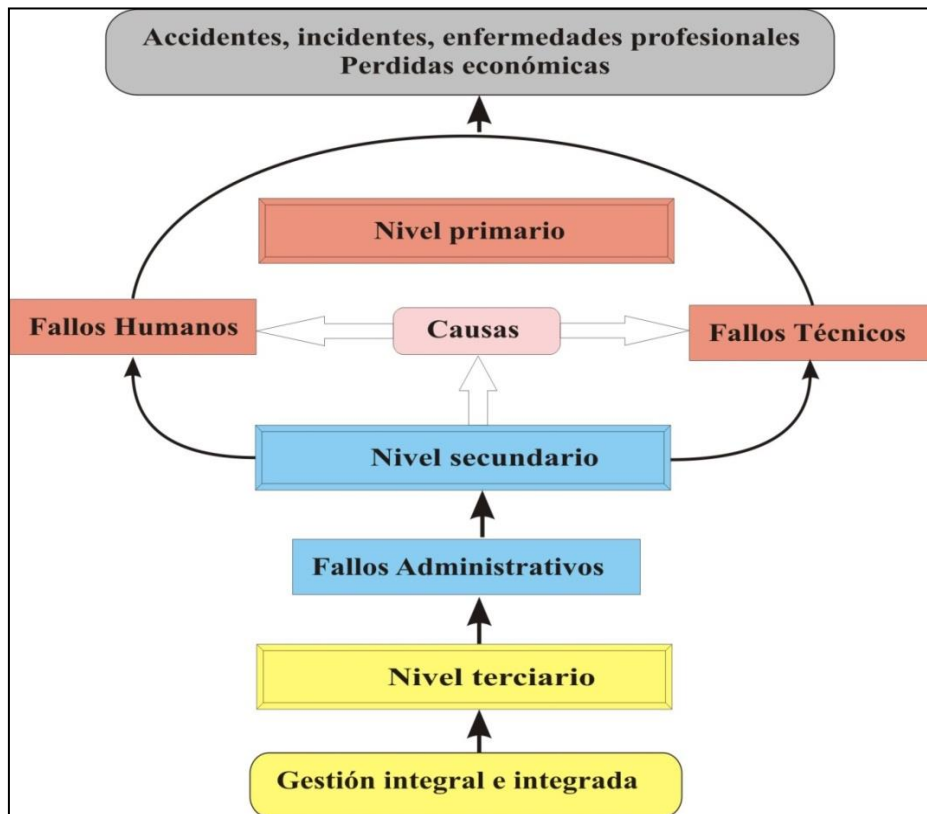 Accidentes, incidentes, enfermedades profesionales
Perdidas económicas
Nivel primario
Fallos Humanos
Causas
Fallos Técnicos
Nivel secundario
Fallos Administrativos
Nivel terciario
Gestión integral e integrada